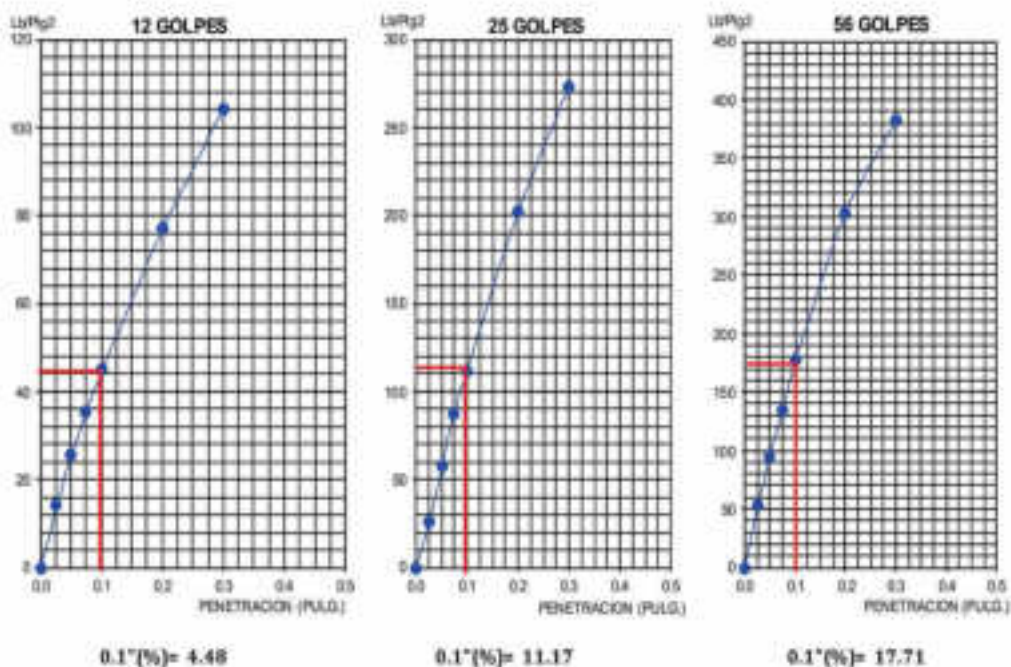 Lb/Plg2
12 GOLPES
120
100
80
60
40
20
0
0.0 0.1 0.2 0.3 0.4 0.5
PENETRACION (PULG.)
0.1"(%)= 4.48
Lb/Plg2
25 GOLPES
300
250
200
150
100
50
0
0.0 0.1 0.2 0.3 0.4 0.5
PENETRACION (PULG.)
0.1"(%)= 11.17
Lb/Plg2
56 GOLPES
450
400
350
300
250
200
150
100
50
0
0.0 0.1 0.2 0.3 0.4 0.5
PENETRACION (PULG.)
0.1"(%)= 17.71